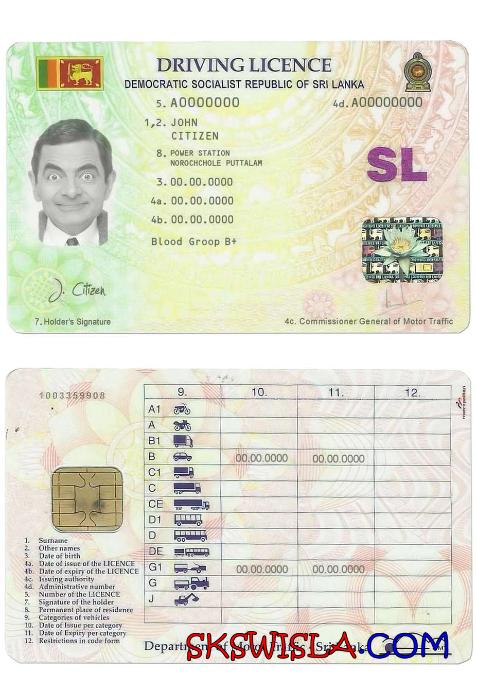 DRIVING LICENCE
DEMOCRATIC SOCIALIST REPUBLIC OF SRI LANKA
5. A0000000 4d. A00000000
1,2. JOHN
CITIZEN
8. POWER STATION
NOROCHCHOLE PUTTALAM
SL
3. 00.00.0000
4a. 00.00.0000
4b. 00.00.0000
Blood Group B+
J. Citizen
7. Holder's Signature 4c. Commissioner General of Motor Traffic
1003359908
9. 10. 11. 12.
A1
A
B1
B 00.00.0000 00.00.0000
C1
C
CE
D1
D
DE
G1 00.00.0000 00.00.0000
G
J
1. Surname
2. Other names
3. Date of birth
4a. Date of issue of the LICENCE
4b. Date of expiry of the LICENCE
4c. Issuing authority
4d. Administrative number
5. Number of the LICENCE
7. Signature of the holder
8. Permanent place of residence
9. Categories of vehicles
10. Date of Issue per category
11. Date of Expiry per category
12. Restrictions in code form
Department of Motor Traffic - Sri Lanka
SKSWISLA.COM